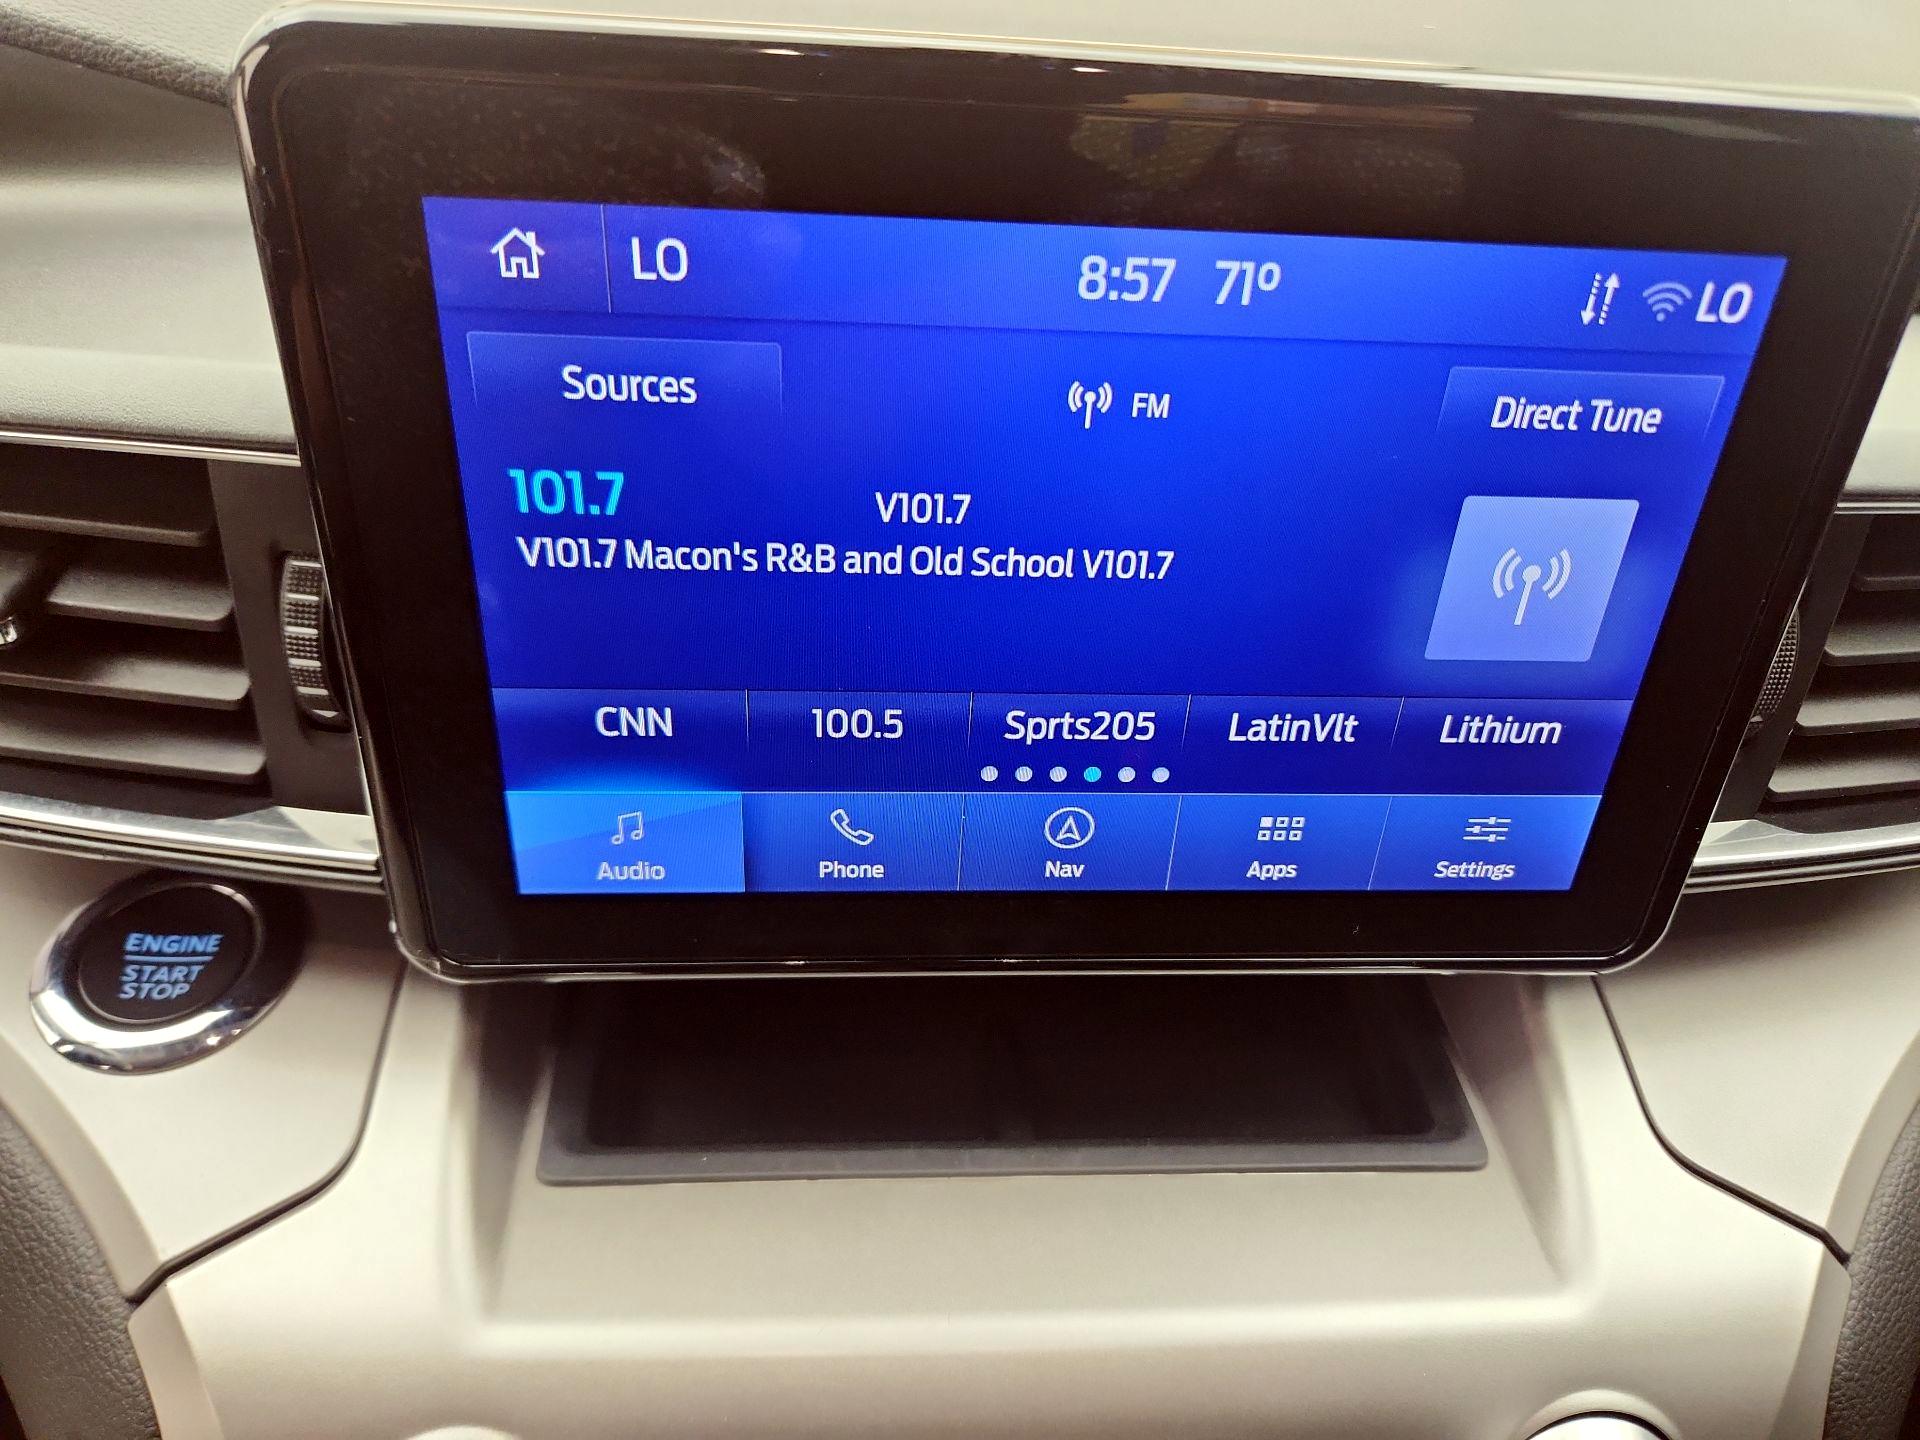 LO 8:57 71° LO
Sources FM Direct Tune
101.7 V101.7
V101.7 Macon's R&B and Old School V101.7
CNN 100.5 Sprts205 LatinVlt Lithium
Audio Phone Nav Apps Settings
ENGINE
START
STOP